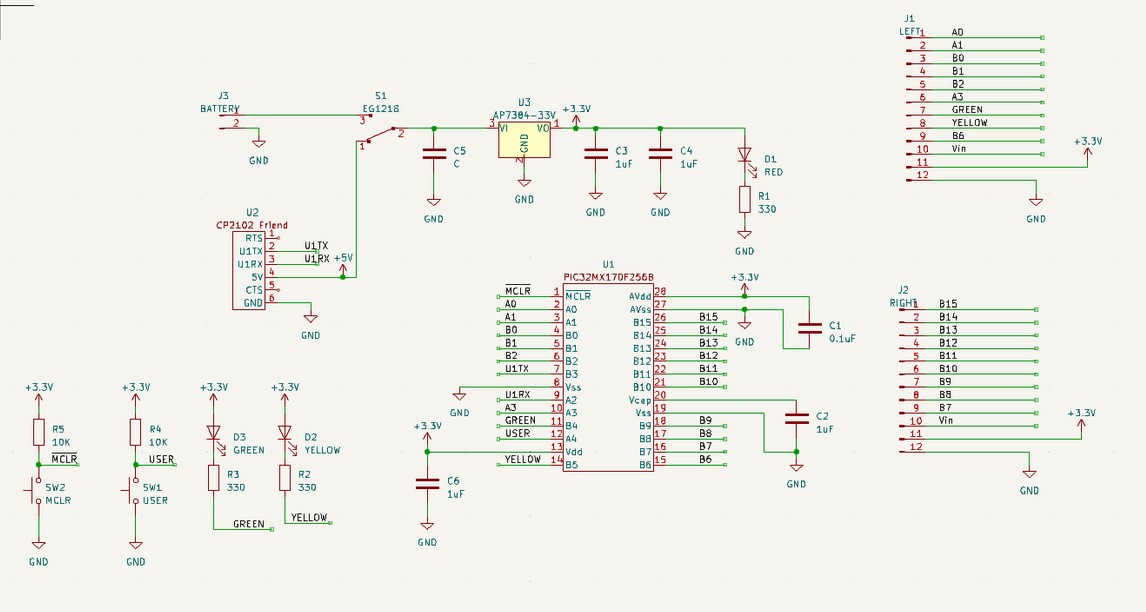 J1
LEFT
1 A0
2 A1
3 B0
4 B1
5 B2
6 A3
7 GREEN
8 YELLOW
9 B6
10 Vin
11
12
+3.3V
GND
J3
BATTERY
1
2
GND
S1
EG1218
3
2
1
U3
AP7384-33V
3 VI VO 1
GND
2
GND
+3.3V
C5
C
GND
C3
1uF
GND
C4
1uF
GND
D1
RED
R1
330
GND
U2
CP2102 Friend
RTS 1
U1TX 2 U1TX
U1RX 3 U1RX
5V 4
CTS 5
GND 6
+5V
GND
U1
PIC32MX170F256B
MCLR 1 MCLR
A0 2 A0
A1 3 A1
B0 4 B0
B1 5 B1
B2 6 B2
U1TX 7 B3
8 Vss
U1RX 9 A2
A3 10 A3
GREEN 11 B4
USER 12 A4
13 Vdd
YELLOW 14 B5
AVdd 28
AVss 27
B15 26 B15
B14 25 B14
B13 24 B13
B12 23 B12
B11 22 B11
B10 21 B10
Vcap 20
Vss 19
B9 18 B9
B8 17 B8
B7 16 B7
B6 15 B6
+3.3V
GND
C1
0.1uF
C2
1uF
GND
GND
+3.3V
C6
1uF
GND
J2
RIGHT
1 B15
2 B14
3 B13
4 B12
5 B11
6 B10
7 B9
8 B8
9 B7
10 Vin
11
12
+3.3V
GND
+3.3V
R5
10K
MCLR
SW2
MCLR
GND
+3.3V
R4
10K
USER
SW1
USER
GND
+3.3V
D3
GREEN
R3
330
GREEN
+3.3V
D2
YELLOW
R2
330
YELLOW